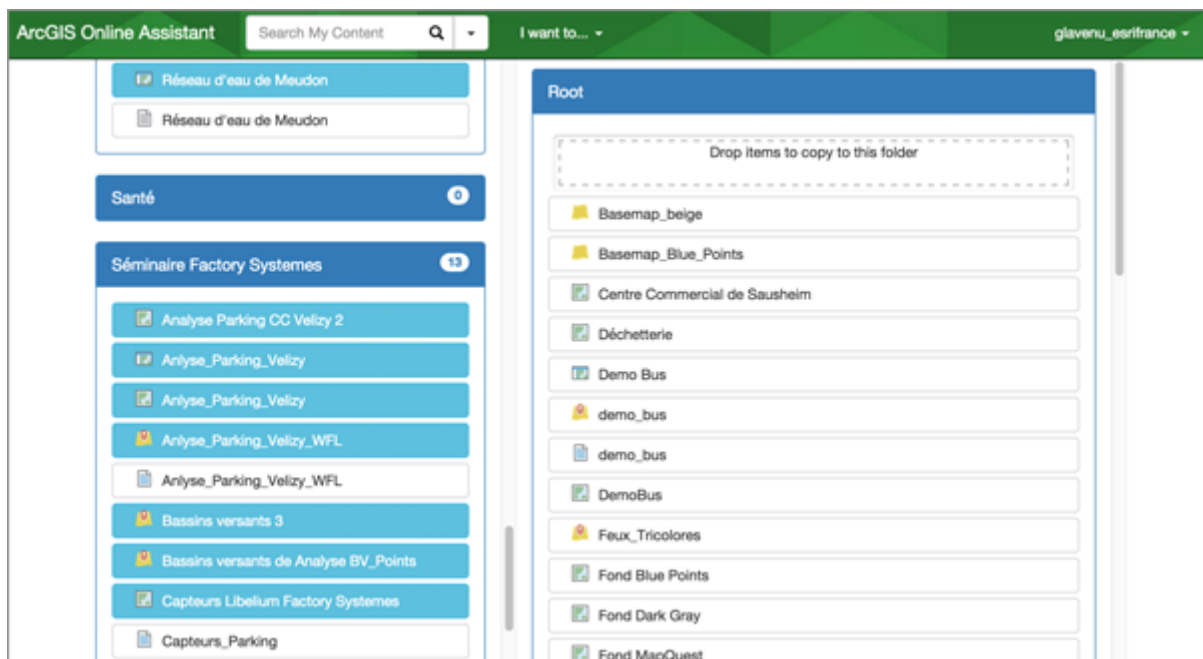 ArcGIS Online Assistant
Search My Content
I want to...
glavenu_esrifrance
Réseau d'eau de Meudon
Réseau d'eau de Meudon
Santé
0
Séminaire Factory Systemes
13
Analyse Parking CC Velizy 2
Anlyse_Parking_Velizy
Anlyse_Parking_Velizy
Anlyse_Parking_Velizy_WFL
Anlyse_Parking_Velizy_WFL
Bassins versants 3
Bassins versants de Analyse BV_Points
Capteurs Libelium Factory Systemes
Capteurs_Parking
Root
Drop items to copy to this folder
Basemap_beige
Basemap_Blue_Points
Centre Commercial de Sausheim
Déchetterie
Demo Bus
demo_bus
demo_bus
DemoBus
Feux_Tricolores
Fond Blue Points
Fond Dark Gray
Fond MapQuest